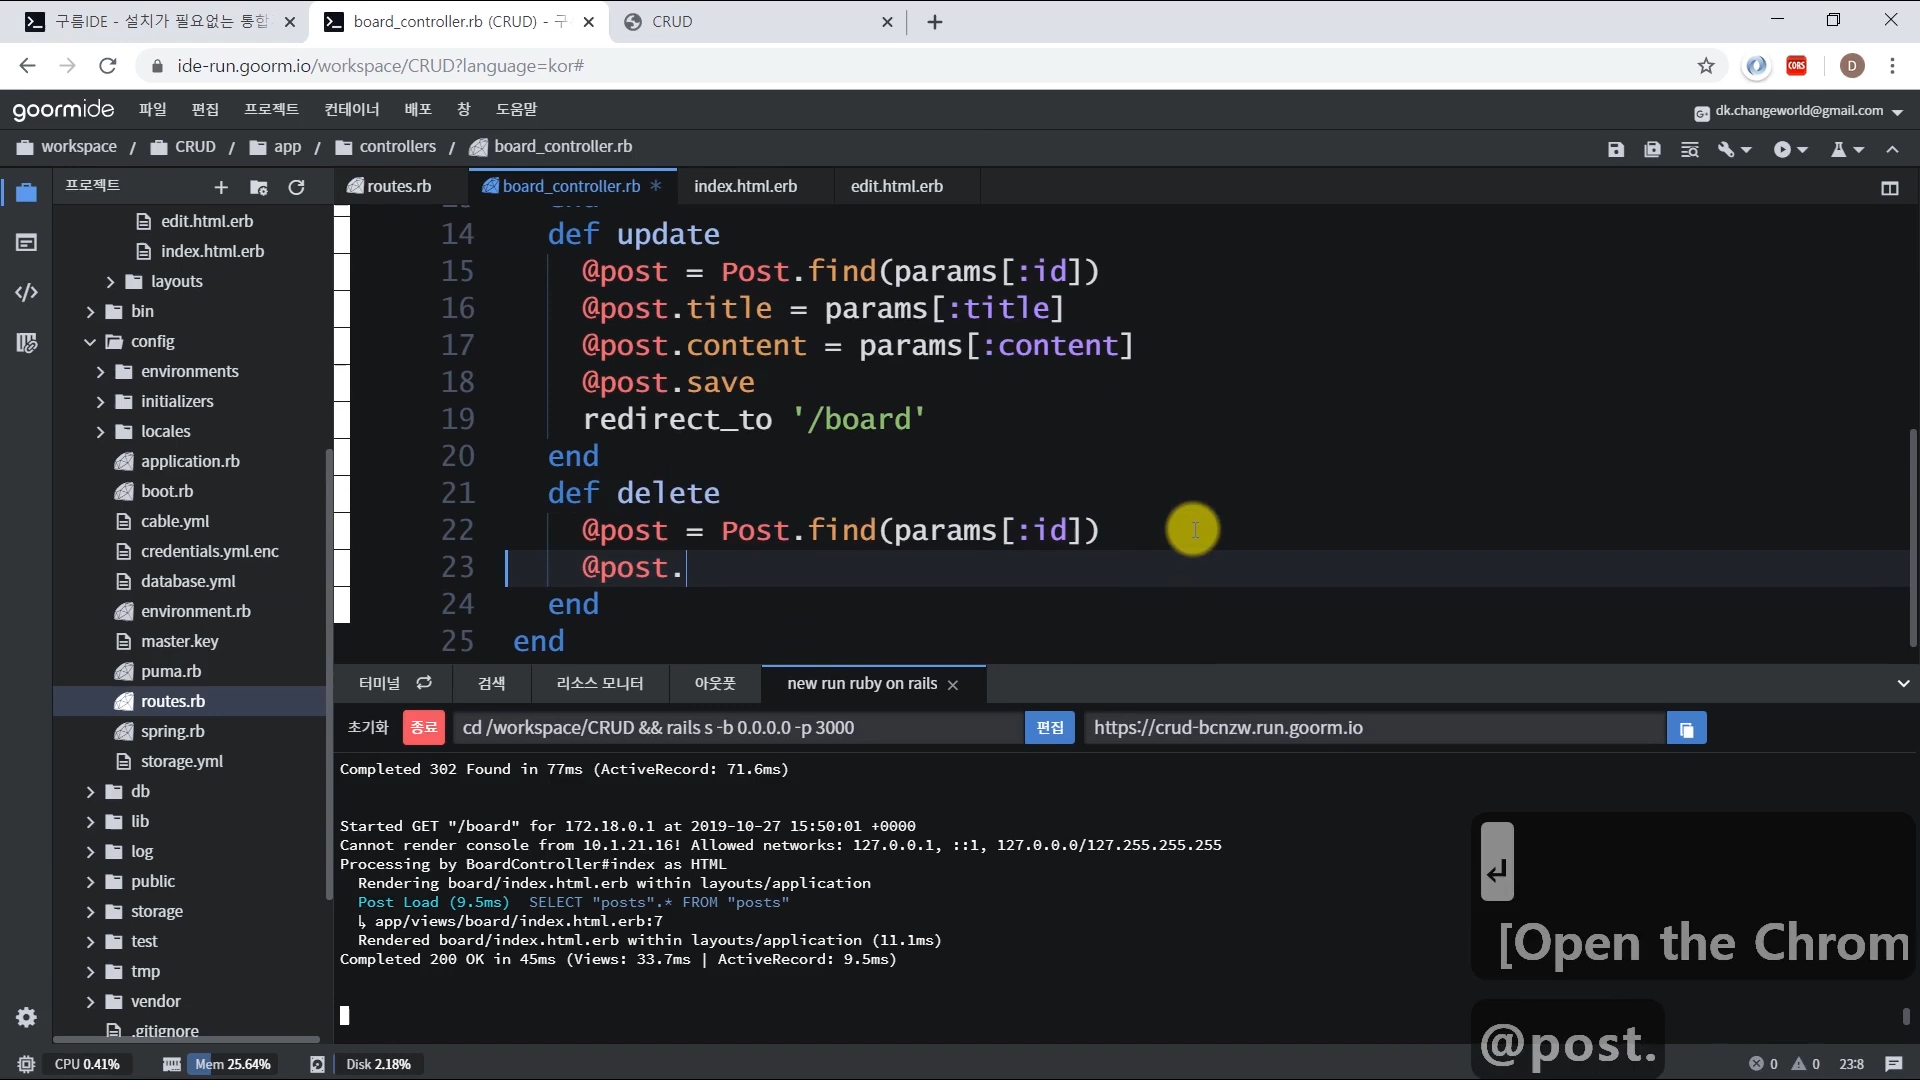 구름IDE - 설치가 필요없는 통합
board_controller.rb (CRUD) - 구
CRUD
ide-run.goorm.io/workspace/CRUD?language=kor#
CORS
D
goormide 파일 편집 프로젝트 컨테이너 배포 창 도움말
G+ dk.changeworld@gmail.com
workspace / CRUD / app / controllers / board_controller.rb
프로젝트
routes.rb
board_controller.rb *
index.html.erb
edit.html.erb
edit.html.erb
index.html.erb
layouts
bin
config
environments
initializers
locales
application.rb
boot.rb
cable.yml
credentials.yml.enc
database.yml
environment.rb
master.key
puma.rb
routes.rb
spring.rb
storage.yml
db
lib
log
public
storage
test
tmp
vendor
.gitignore
14 def update
15 @post = Post.find(params[:id])
16 @post.title = params[:title]
17 @post.content = params[:content]
18 @post.save
19 redirect_to '/board'
20 end
21 def delete
22 @post = Post.find(params[:id])
23 @post.
24 end
25 end
터미널 검색 리소스 모니터 아웃풋 new run ruby on rails
초기화 종료 cd /workspace/CRUD && rails s -b 0.0.0.0 -p 3000 편집 https://crud-bcnzw.run.goorm.io
Completed 302 Found in 77ms (ActiveRecord: 71.6ms)
Started GET "/board" for 172.18.0.1 at 2019-10-27 15:50:01 +0000
Cannot render console from 10.1.21.16! Allowed networks: 127.0.0.1, ::1, 127.0.0.0/127.255.255.255
Processing by BoardController#index as HTML
Rendering board/index.html.erb within layouts/application
Post Load (9.5ms) SELECT "posts".* FROM "posts"
↳ app/views/board/index.html.erb:7
Rendered board/index.html.erb within layouts/application (11.1ms)
Completed 200 OK in 45ms (Views: 33.7ms | ActiveRecord: 9.5ms)
↵
[Open the Chrom
@post.
CPU 0.41% Mem 25.64% Disk 2.18%
0 0 23:8